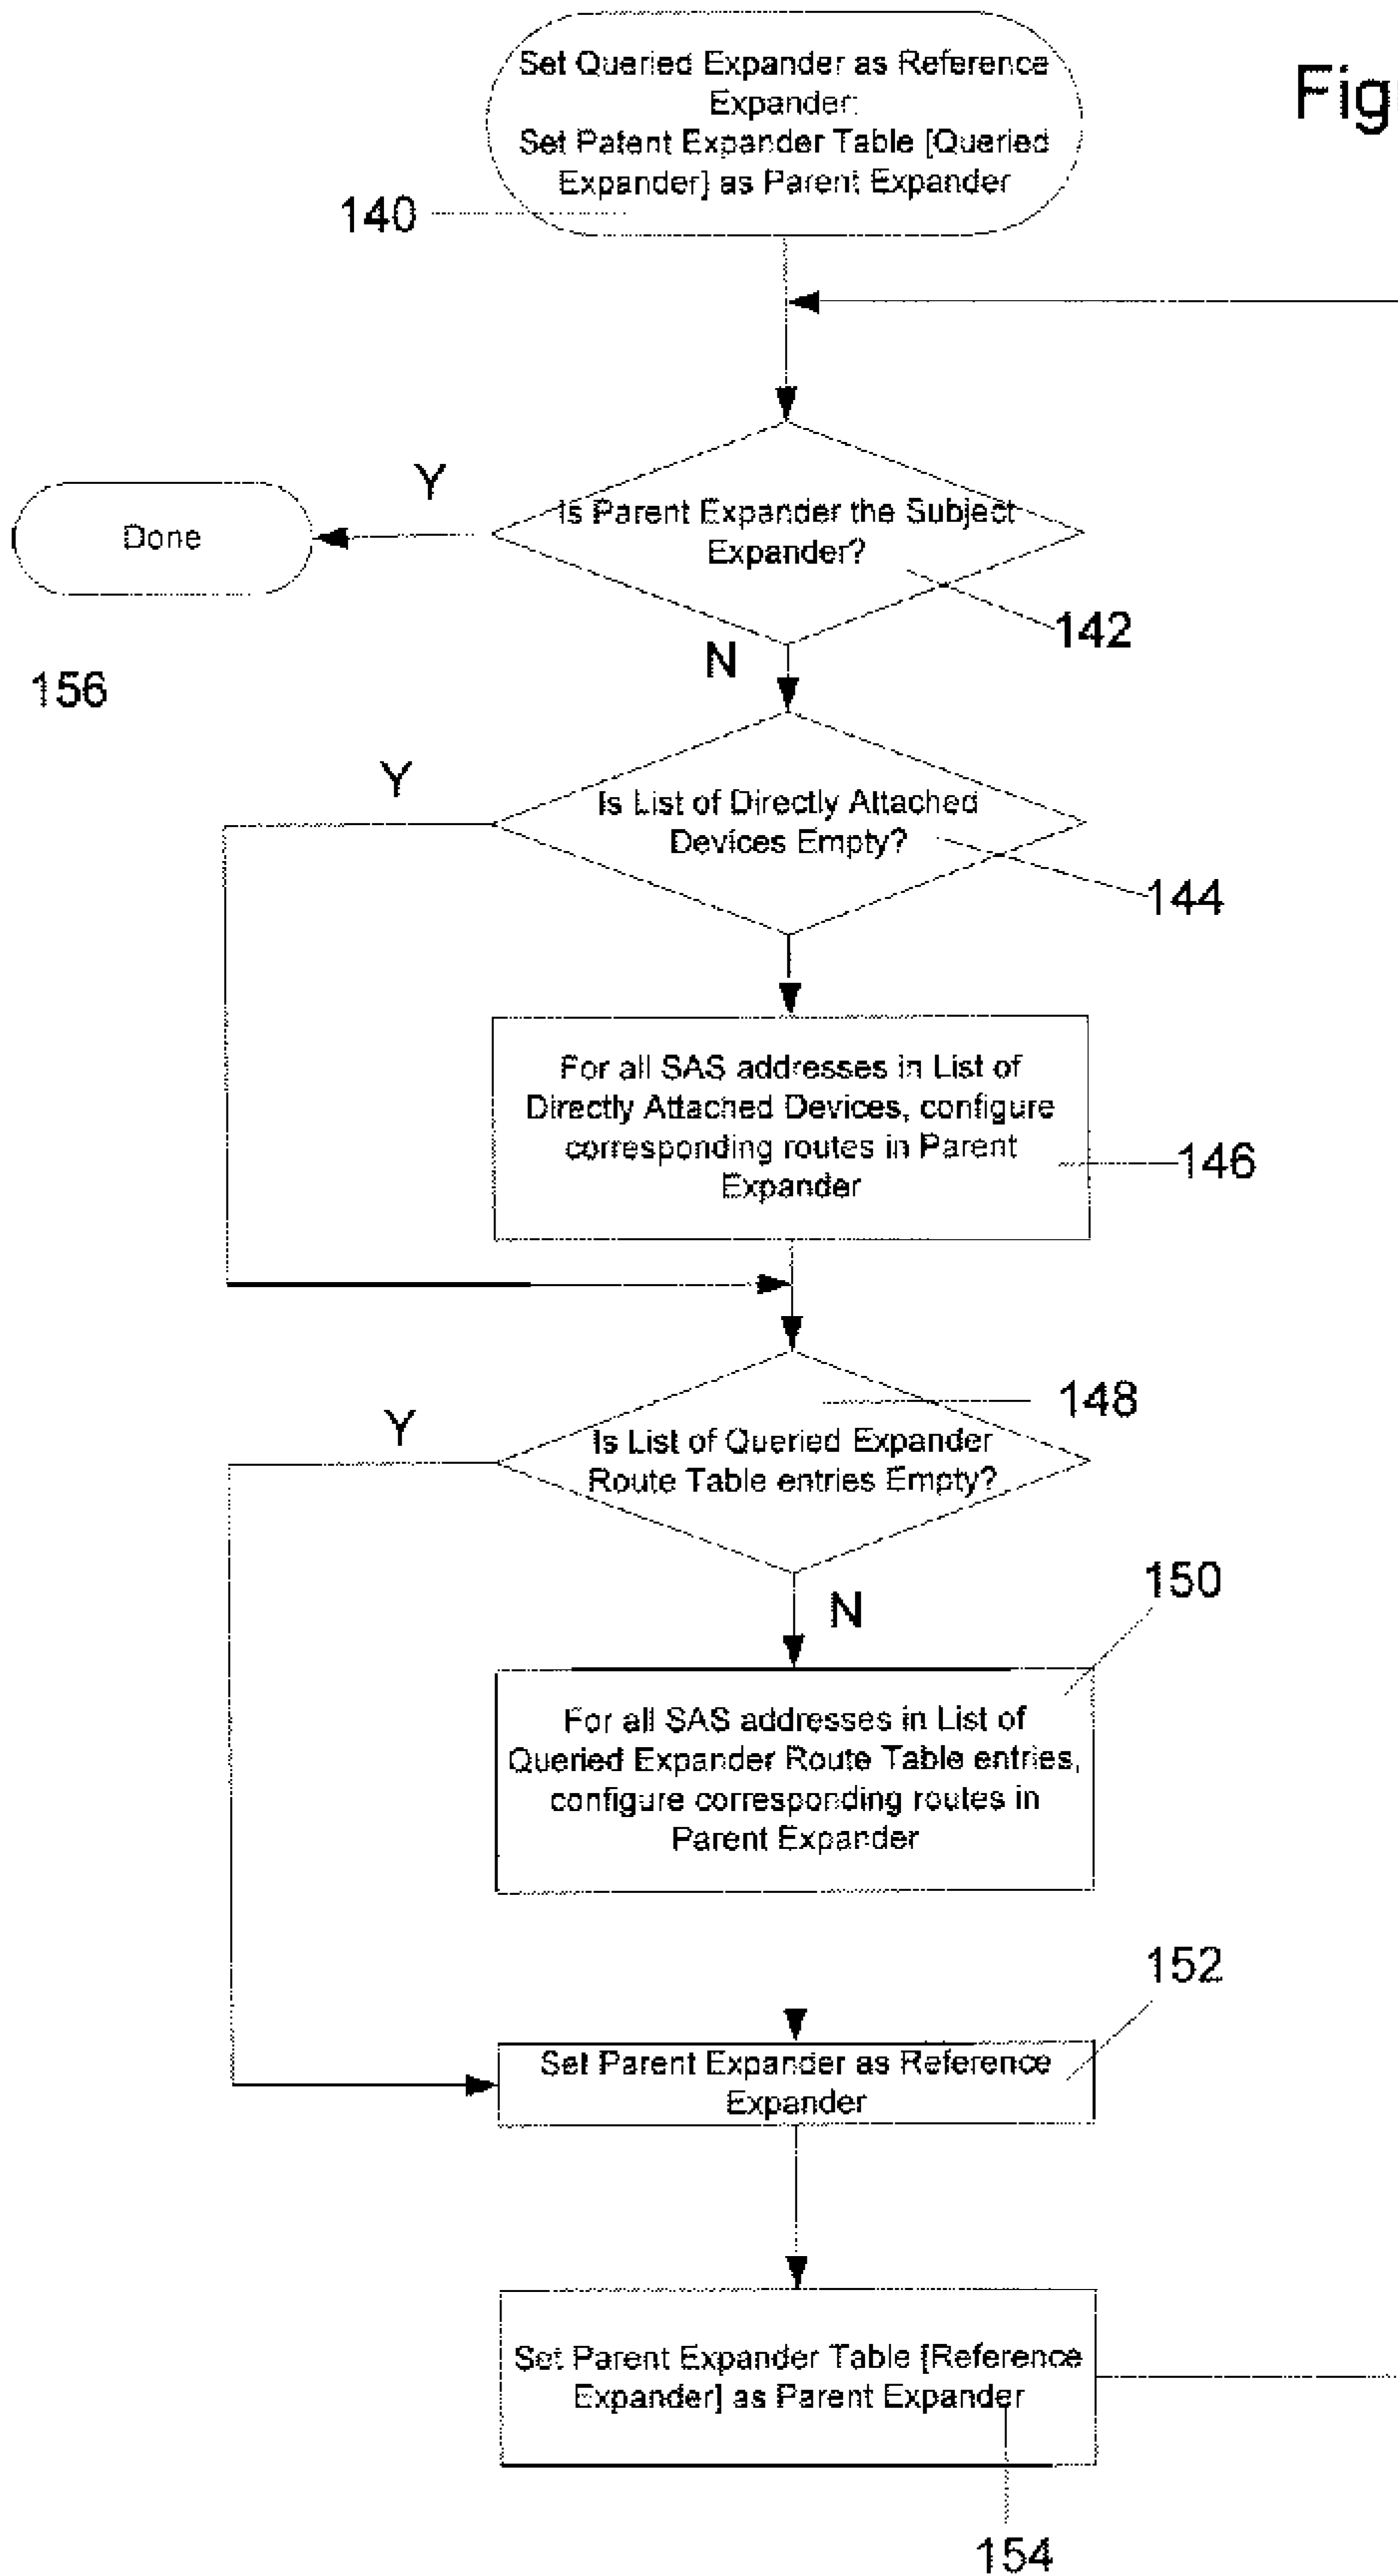 Set Queried Expander as Reference
Expander;
Set Patent Expander Table [Queried
Expander] as Parent Expander
Fig
140
Is Parent Expander the Subject
Expander?
Y
Done
142
N
156
Is List of Directly Attached
Devices Empty?
Y
144
For all SAS addresses in List of
Directly Attached Devices, configure
corresponding routes in Parent
Expander
146
148
Is List of Queried Expander
Route Table entries Empty?
Y
N
150
For all SAS addresses in List of
Queried Expander Route Table entries,
configure corresponding routes in
Parent Expander
152
Set Parent Expander as Reference
Expander
Set Parent Expander Table [Reference
Expander] as Parent Expander
154